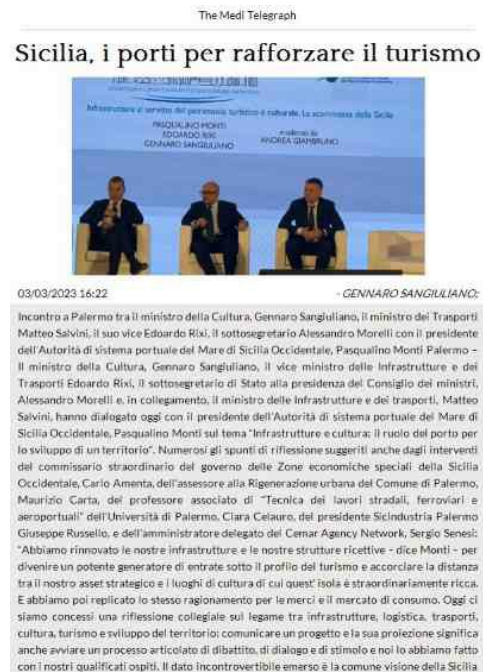 The Medi Telegraph
Sicilia, i porti per rafforzare il turismo
Infrastrutture a servizio del patrimonio turistico e culturale. La scommessa della Sicilia
PASQUALINO MONTI
EDOARDO RIXI
GENNARO SANGIULIANO
modera
ANDREA GIAMBRUNO
03/03/2023 16:22
- GENNARO SANGIULIANO;
Incontro a Palermo tra il ministro della Cultura, Gennaro Sangiuliano, il ministro dei Trasporti
Matteo Salvini, il suo vice Edoardo Rixi, il sottosegretario Alessandro Morelli con il presidente
dell'Autorità di sistema portuale del Mare di Sicilia Occidentale, Pasqualino Monti Palermo –
Il ministro della Cultura, Gennaro Sangiuliano, il vice ministro delle Infrastrutture e dei
Trasporti Edoardo Rixi, il sottosegretario di Stato alla presidenza del Consiglio dei ministri,
Alessandro Morelli e, in collegamento, il ministro delle Infrastrutture e dei trasporti, Matteo
Salvini, hanno dialogato oggi con il presidente dell'Autorità di sistema portuale del Mare di
Sicilia Occidentale, Pasqualino Monti sul tema "Infrastrutture e cultura: il ruolo del porto per
lo sviluppo di un territorio". Numerosi gli spunti di riflessione suggeriti anche dagli interventi
del commissario straordinario del governo delle Zone economiche speciali della Sicilia
Occidentale, Carlo Amenta, dell'assessore alla Rigenerazione urbana del Comune di Palermo,
Maurizio Carta, del professore associato di "Tecnica dei lavori stradali, ferroviari e
aeroportuali" dell'Università di Palermo, Clara Celauro, del presidente Sicindustria Palermo
Giuseppe Russello, e dell'amministratore delegato del Cemar Agency Network, Sergio Senesi:
"Abbiamo rinnovato le nostre infrastrutture e le nostre strutture ricettive - dice Monti - per
divenire un potente generatore di entrate sotto il profilo del turismo e accorciare la distanza
tra il nostro asset strategico e i luoghi di cultura di cui quest' isola è straordinariamente ricca.
E abbiamo poi replicato lo stesso ragionamento per le merci e il mercato di consumo. Oggi ci
siamo concessi una riflessione collegiale sul legame tra infrastrutture, logistica, trasporti,
cultura, turismo e sviluppo del territorio: comunicare un progetto e la sua proiezione significa
anche avviare un processo articolato di dibattito, di dialogo e di stimolo e noi lo abbiamo fatto
con i nostri qualificati ospiti. Il dato incontrovertibile emerso è la comune visione della Sicilia